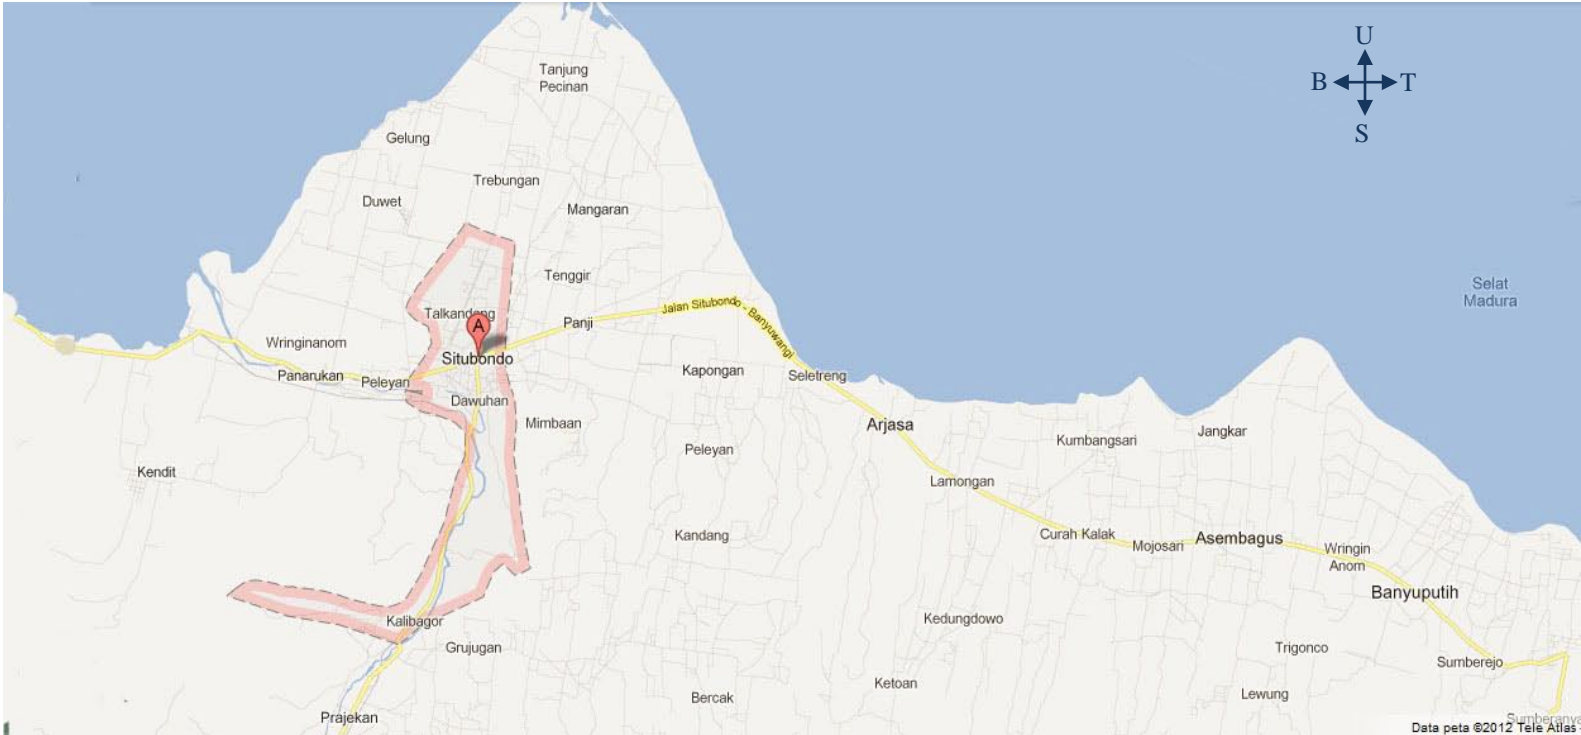 U
B
T
S
Tanjung
Pecinan
Gelung
Trebungan
Duwet
Mangaran
Tenggir
Selat
Madura
Talkandang
Jalan Situbondo - Banyuwangi
A
Panji
Wringinanom
Situbondo
Kapongan
Seletreng
Panarukan
Peleyan
Dawuhan
Mimbaan
Arjasa
Jangkar
Kumbangsari
Peleyan
Kendit
Lamongan
Kandang
Curah Kalak
Mojosari
Asembagus
Wringin
Anom
Banyuputih
Kalibagor
Kedungdowo
Grujugan
Trigonco
Sumberejo
Ketoan
Lewung
Bercak
Prajekan
Data peta ©2012 Tele Atlas